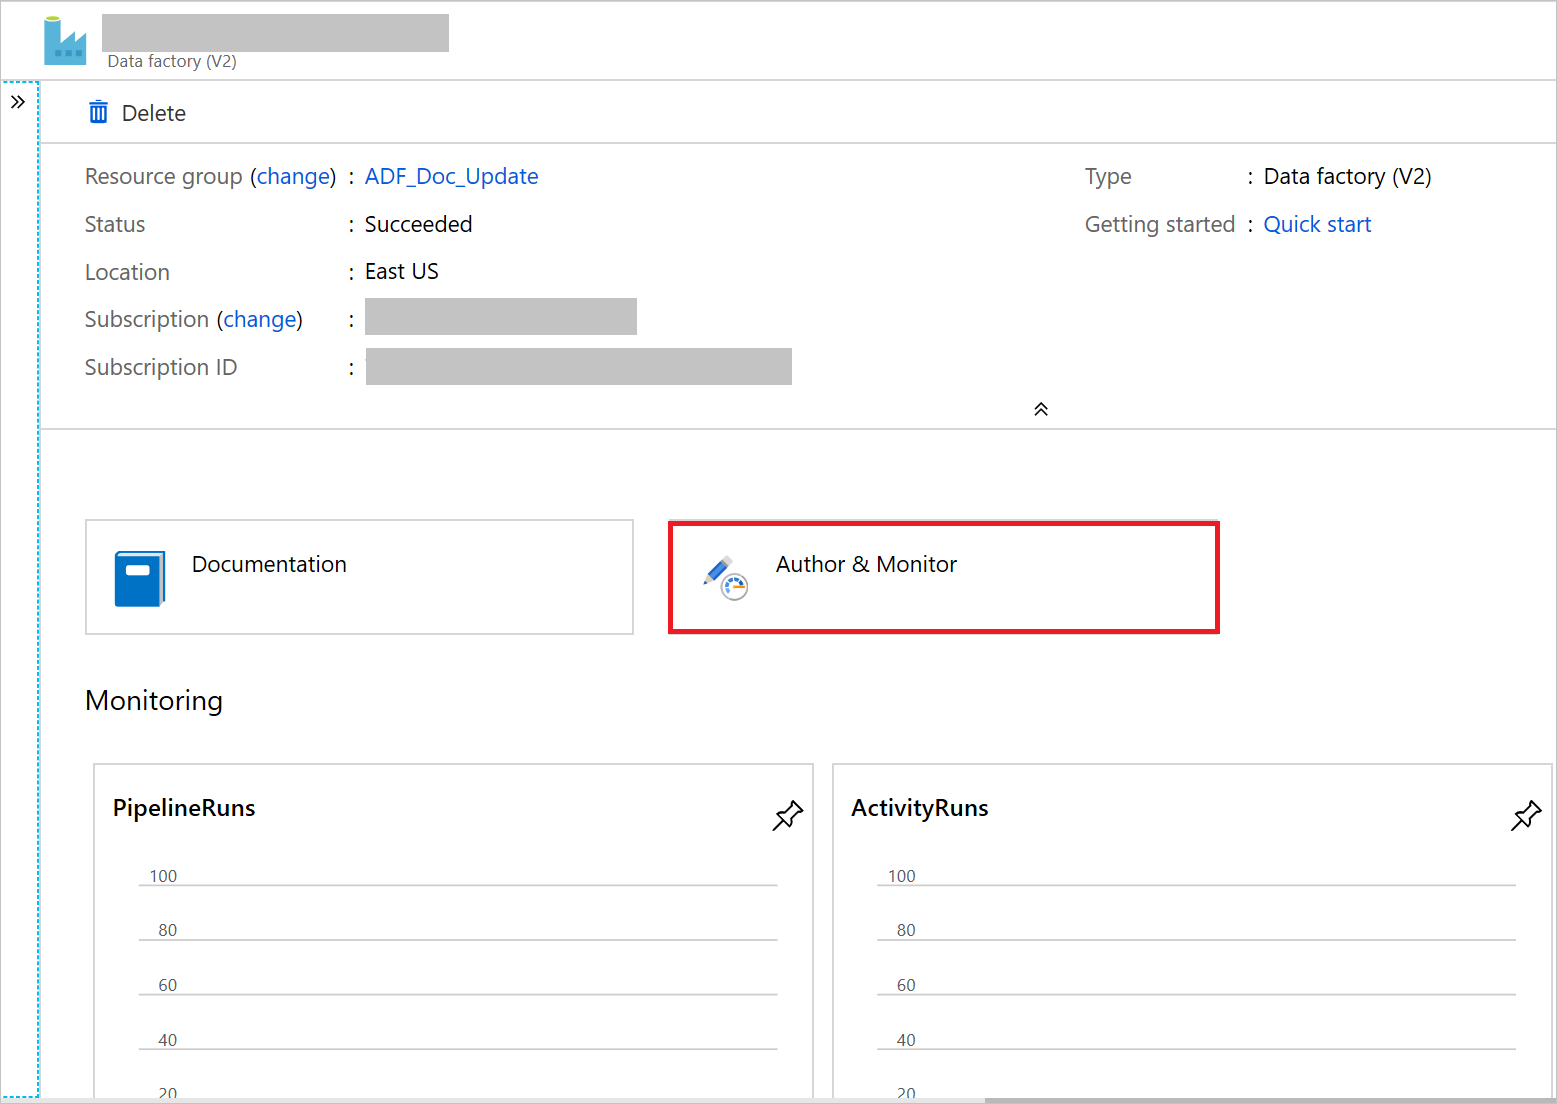 Data factory (V2)
Delete
Resource group (change) : ADF_Doc_Update
Type : Data factory (V2)
Status : Succeeded
Getting started : Quick start
Location : East US
Subscription (change) :
Subscription ID :
Documentation
Author & Monitor
Monitoring
PipelineRuns
100
80
60
40
20
ActivityRuns
100
80
60
40
20